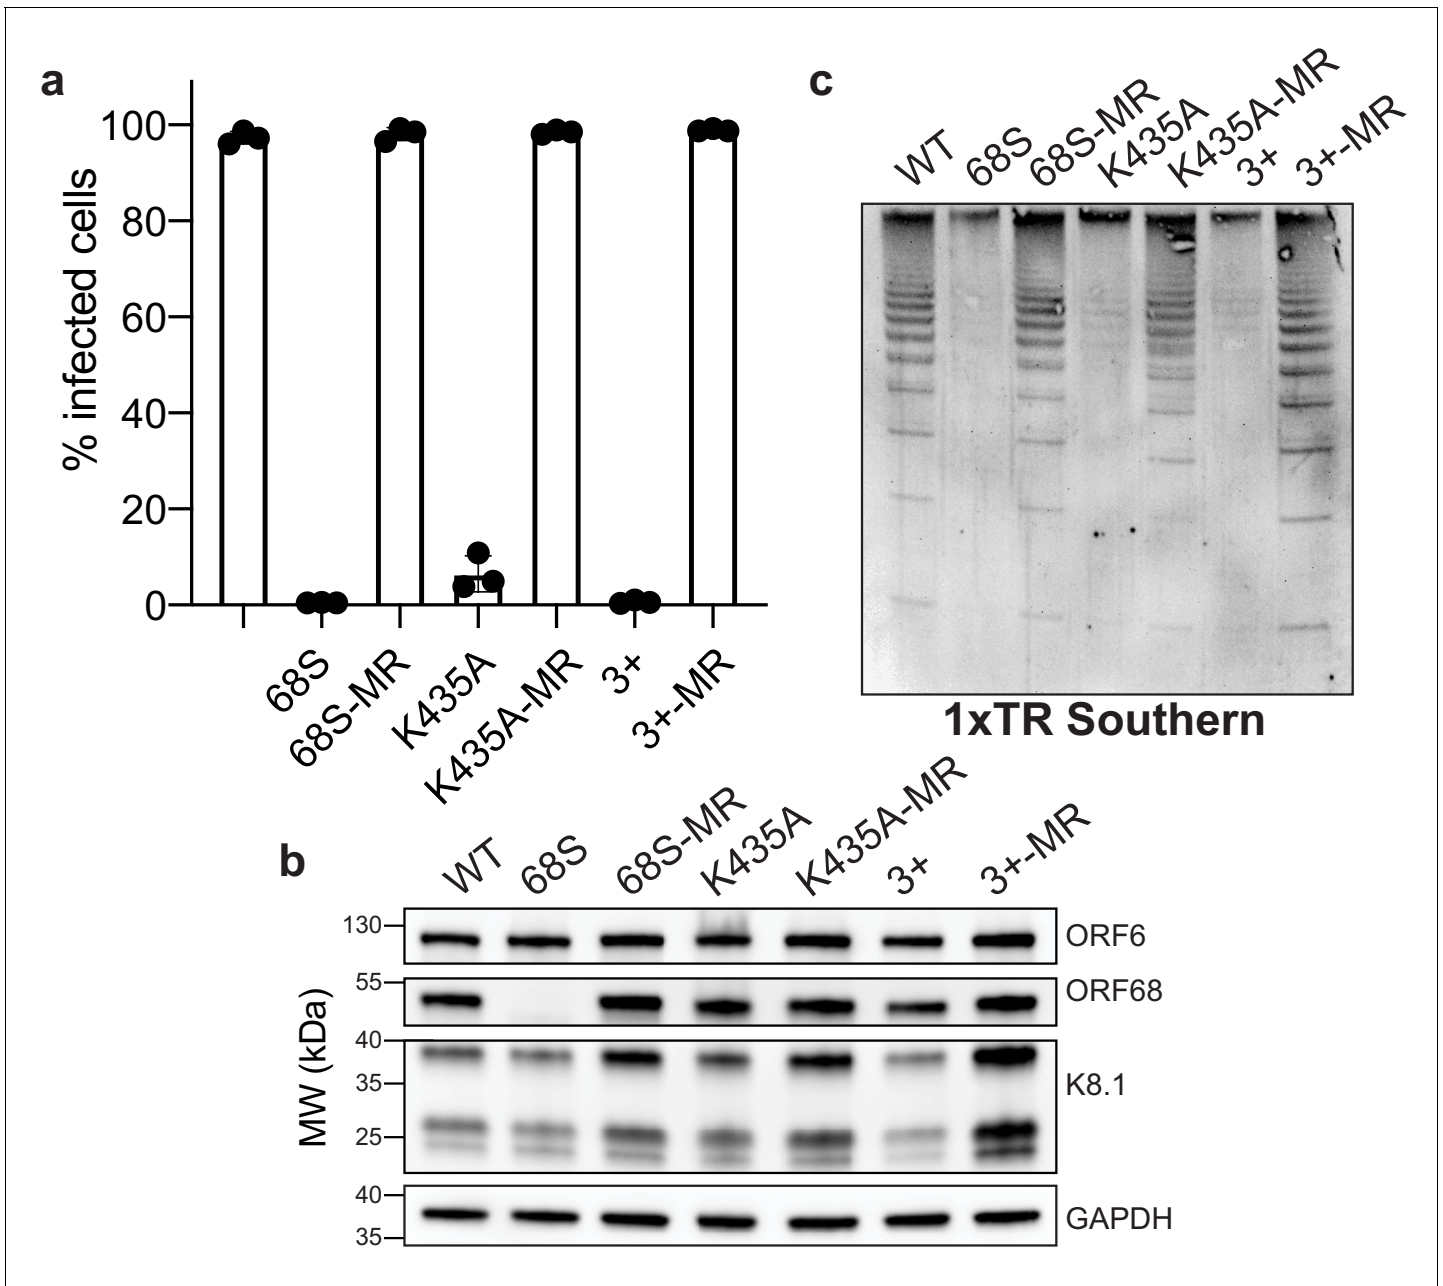 a
% infected cells
100
80
60
40
20
0
68S
68S-MR
K435A
K435A-MR
3+
3+-MR
c
WT
68S
68S-MR
K435A
K435A-MR
3+
3+-MR
1xTR Southern
b
WT
68S
68S-MR
K435A
K435A-MR
3+
3+-MR
MW (kDa)
130
ORF6
55
ORF68
40
35
K8.1
25
40
GAPDH
35